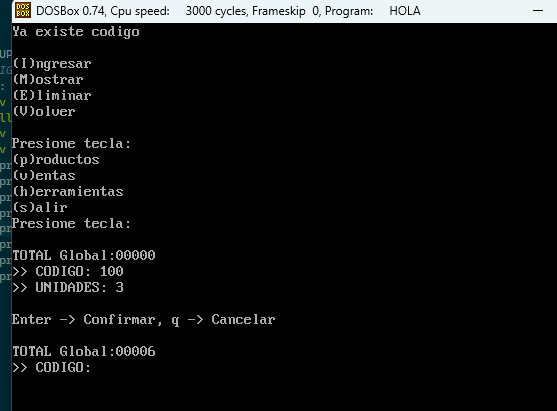 DOSBox 0.74, Cpu speed: 3000 cycles, Frameskip 0, Program: HOLA
Ya existe codigo
(I)ngresar
(M)ostrar
(E)liminar
(V)olver
Presione tecla:
(p)roductos
(v)entas
(h)erramientas
(s)alir
Presione tecla:
TOTAL Global:00000
>> CODIGO: 100
>> UNIDADES: 3
Enter -> Confirmar, q -> Cancelar
TOTAL Global:00006
>> CODIGO: